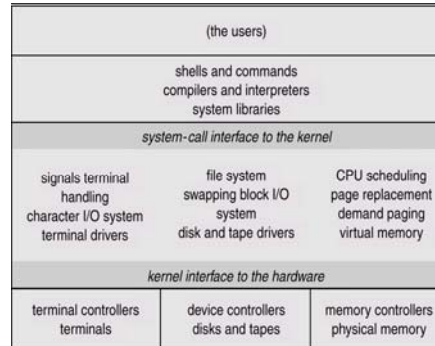 (the users)
shells and commands
compilers and interpreters
system libraries
system-call interface to the kernel
signals terminal
handling
character I/O system
terminal drivers
file system
swapping block I/O
system
disk and tape drivers
CPU scheduling
page replacement
demand paging
virtual memory
kernel interface to the hardware
terminal controllers
terminals
device controllers
disks and tapes
memory controllers
physical memory